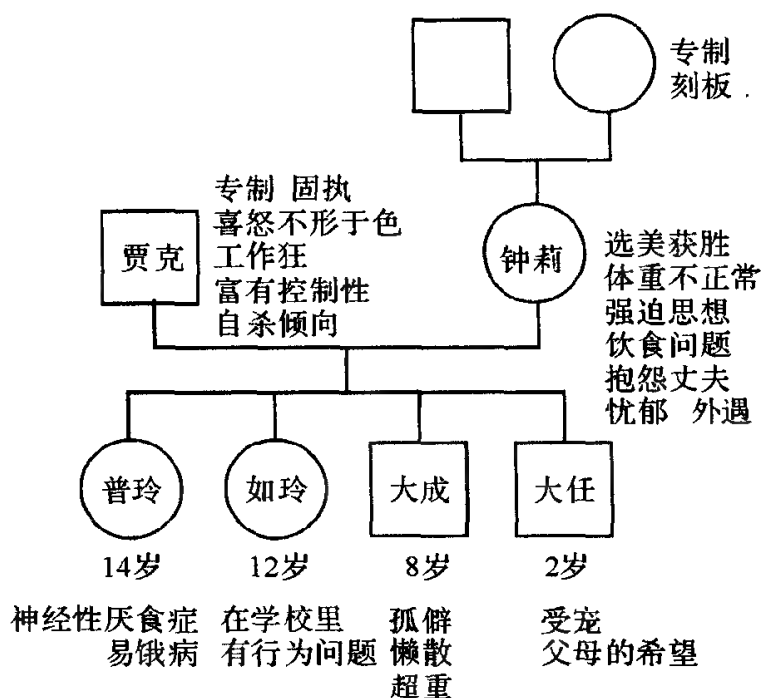 专制
刻板
专制 固执
喜怒不形于色
工作狂
富有控制性
自杀倾向
贾克
钟莉
选美获胜
体重不正常
强迫思想
饮食问题
抱怨丈夫
忧郁 外遇
普玲
如玲
大成
大任
14岁
12岁
8岁
2岁
神经性厌食症
易饿病
在学校里
有行为问题
孤僻
懒散
超重
受宠
父母的希望